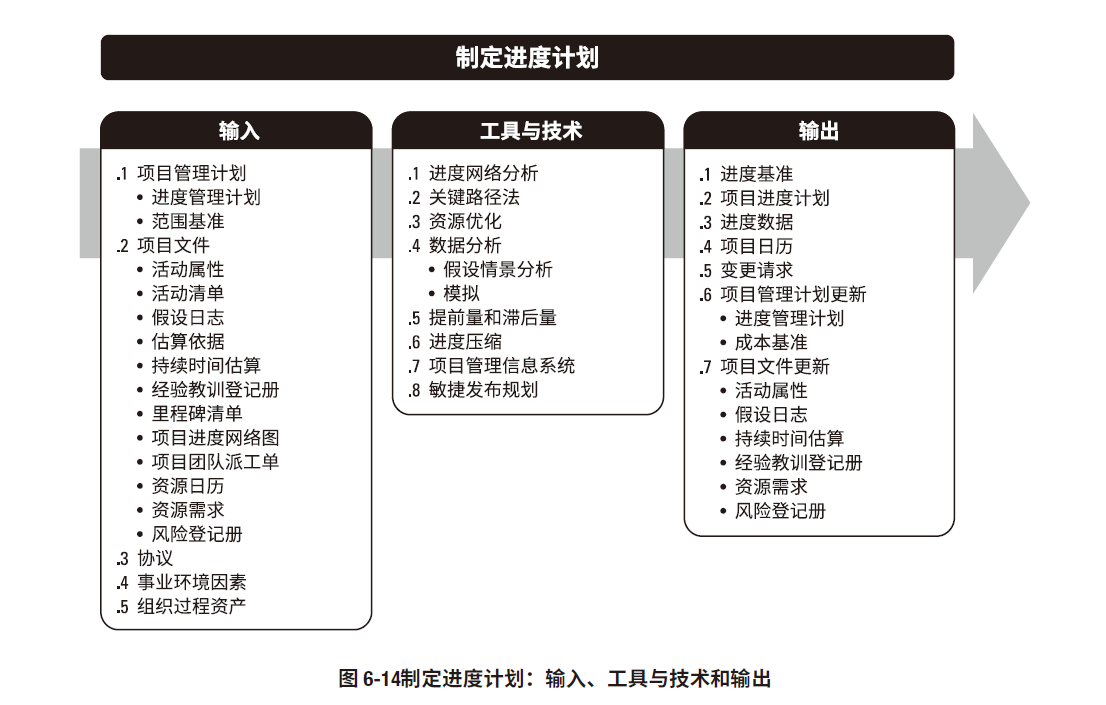 制定进度计划
输入
.1 项目管理计划
• 进度管理计划
• 范围基准
.2 项目文件
• 活动属性
• 活动清单
• 假设日志
• 估算依据
• 持续时间估算
• 经验教训登记册
• 里程碑清单
• 项目进度网络图
• 项目团队派工单
• 资源日历
• 资源需求
• 风险登记册
.3 协议
.4 事业环境因素
.5 组织过程资产
工具与技术
.1 进度网络分析
.2 关键路径法
.3 资源优化
.4 数据分析
• 假设情景分析
• 模拟
.5 提前量和滞后量
.6 进度压缩
.7 项目管理信息系统
.8 敏捷发布规划
输出
.1 进度基准
.2 项目进度计划
.3 进度数据
.4 项目日历
.5 变更请求
.6 项目管理计划更新
• 进度管理计划
• 成本基准
.7 项目文件更新
• 活动属性
• 假设日志
• 持续时间估算
• 经验教训登记册
• 资源需求
• 风险登记册
图 6-14制定进度计划：输入、工具与技术和输出